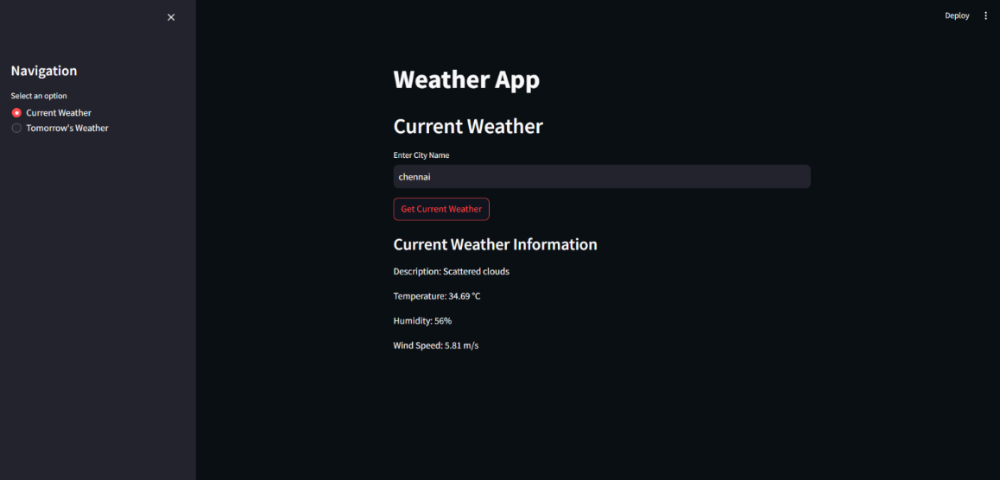 Deploy
Navigation
Select an option
Current Weather
Tomorrow's Weather
Weather App
Current Weather
Enter City Name
chennai
Get Current Weather
Current Weather Information
Description: Scattered clouds
Temperature: 34.69 °C
Humidity: 56%
Wind Speed: 5.81 m/s